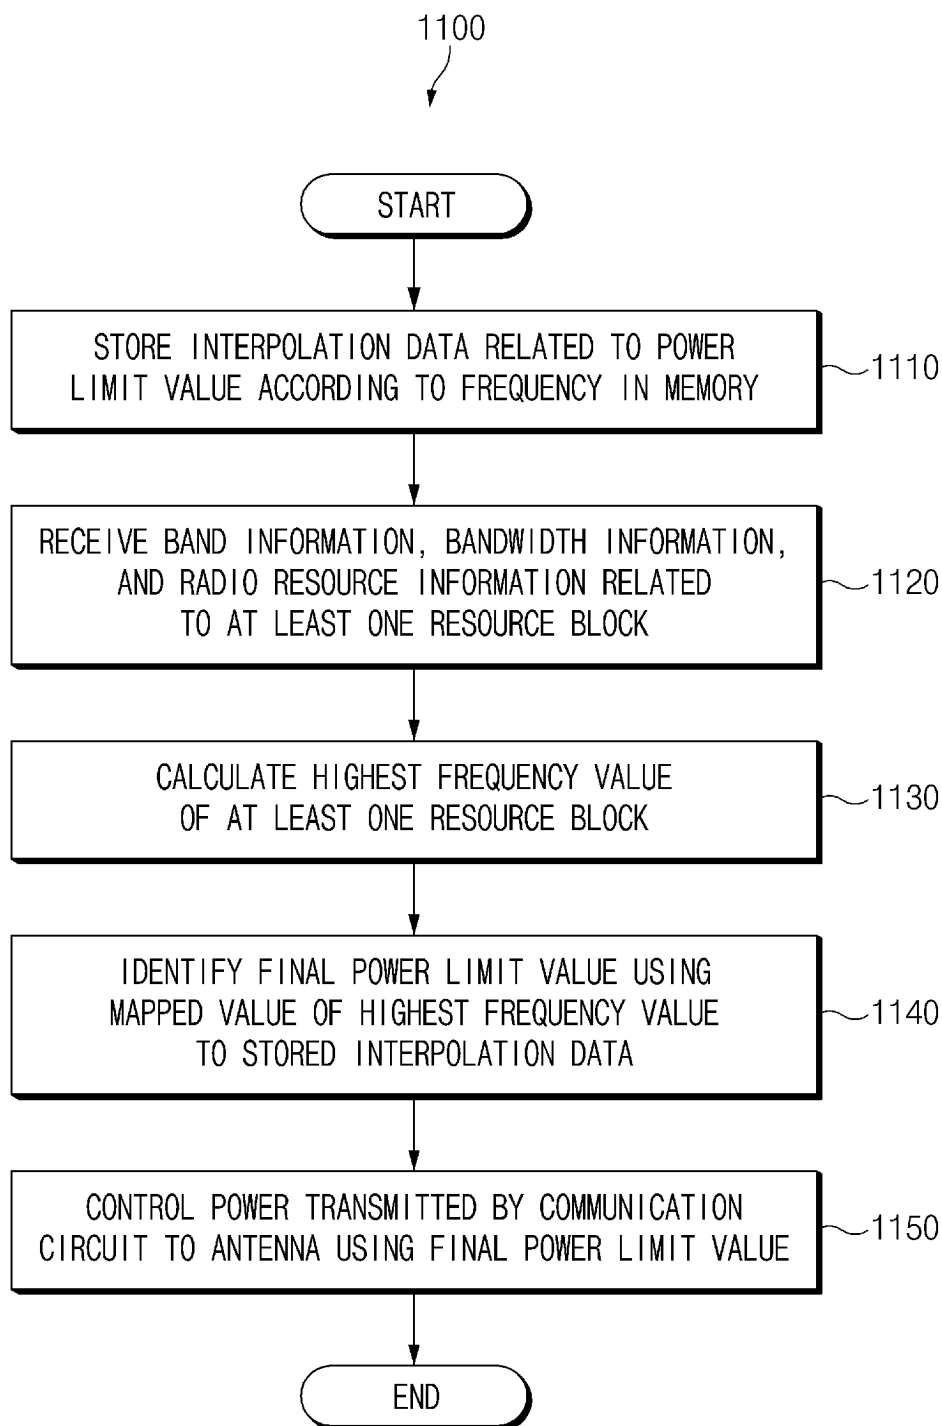 1100
START
STORE INTERPOLATION DATA RELATED TO POWER
LIMIT VALUE ACCORDING TO FREQUENCY IN MEMORY
1110
RECEIVE BAND INFORMATION, BANDWIDTH INFORMATION,
AND RADIO RESOURCE INFORMATION RELATED
TO AT LEAST ONE RESOURCE BLOCK
1120
CALCULATE HIGHEST FREQUENCY VALUE
OF AT LEAST ONE RESOURCE BLOCK
1130
IDENTIFY FINAL POWER LIMIT VALUE USING
MAPPED VALUE OF HIGHEST FREQUENCY VALUE
TO STORED INTERPOLATION DATA
1140
CONTROL POWER TRANSMITTED BY COMMUNICATION
CIRCUIT TO ANTENNA USING FINAL POWER LIMIT VALUE
1150
END